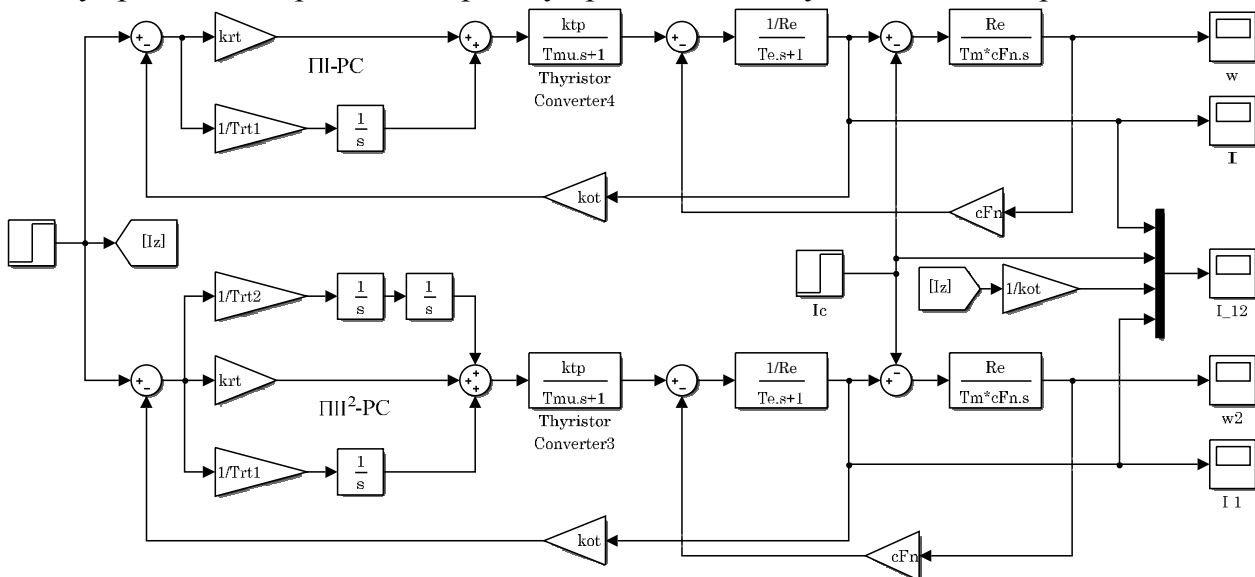 krt
ktp
Tmu.s+1
1/Re
Te.s+1
Re
Tm*cFn.s
w
ПІ-РС
Thyristor
Converter4
1/Trt1
1
s
I
kot
cFn
[Iz]
Ic
[Iz]
1/kot
I_12
1/Trt2
1
s
1
s
krt
ktp
Tmu.s+1
1/Re
Te.s+1
Re
Tm*cFn.s
w2
ПІІ²-РС
Thyristor
Converter3
1/Trt1
1
s
I 1
kot
cFn